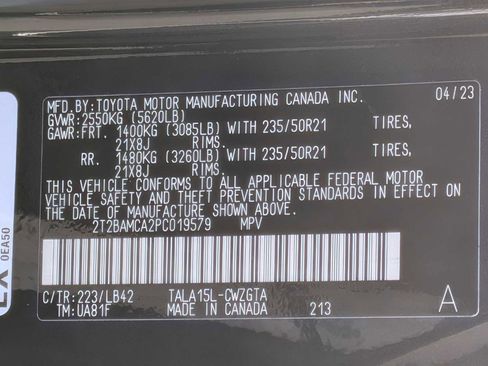 MFD.BY:TOYOTA MOTOR MANUFACTURING CANADA INC. 04/23
GVWR:2550KG (5620LB)
GAWR:FRT. 1400KG (3085LB) WITH 235/50R21 TIRES,
21X8J RIMS.
RR. 1480KG (3260LB) WITH 235/50R21 TIRES,
21X8J RIMS.
THIS VEHICLE CONFORMS TO ALL APPLICABLE FEDERAL MOTOR
VEHICLE SAFETY AND THEFT PREVENTION STANDARDS IN EFFECT ON
THE DATE OF MANUFACTURE SHOWN ABOVE.
2T2BAMCA2PC019579 MPV
C/TR:223/LB42 TALA15L-CWZGTA A
TM:UA81F MADE IN CANADA 213
0EA50